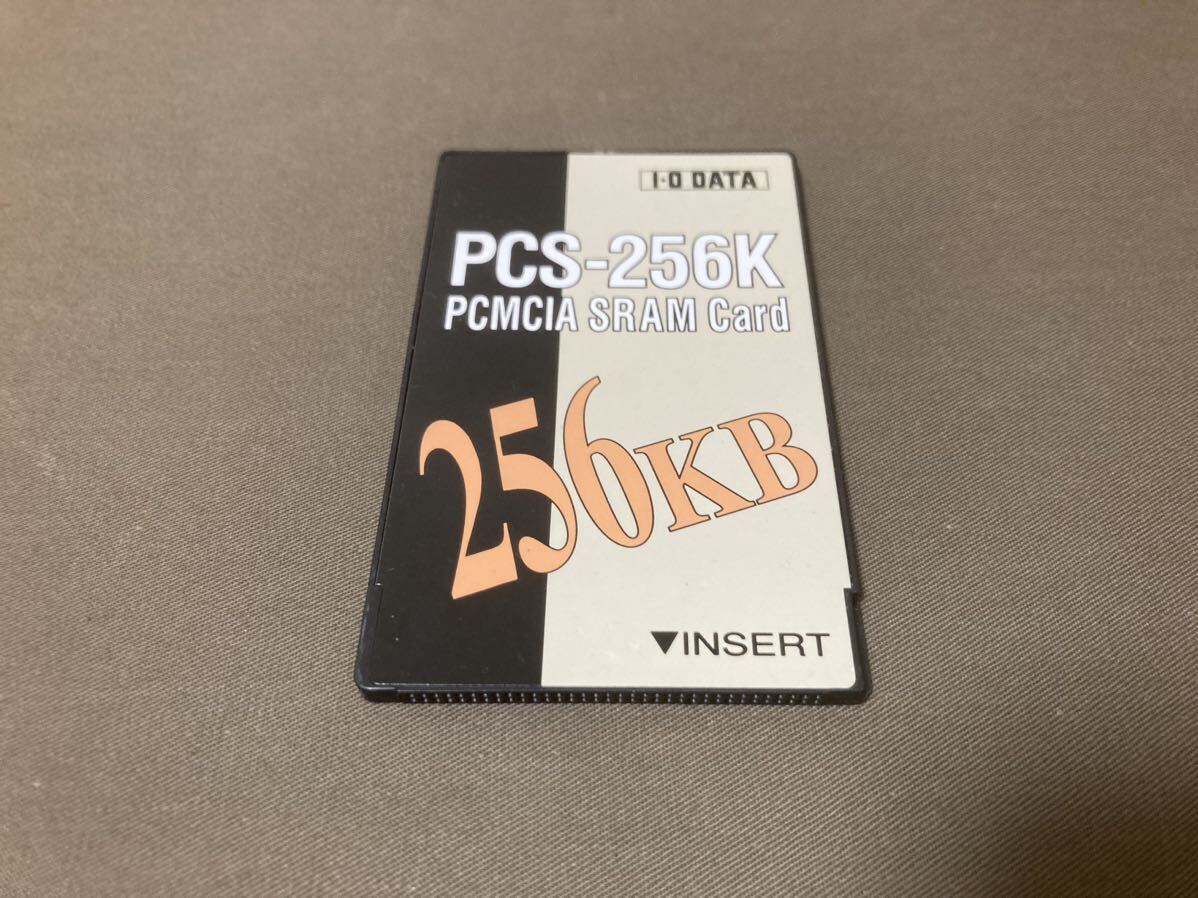 I·O DATA
PCS-256K
PCMCIA SRAM Card
256KB
▼INSERT